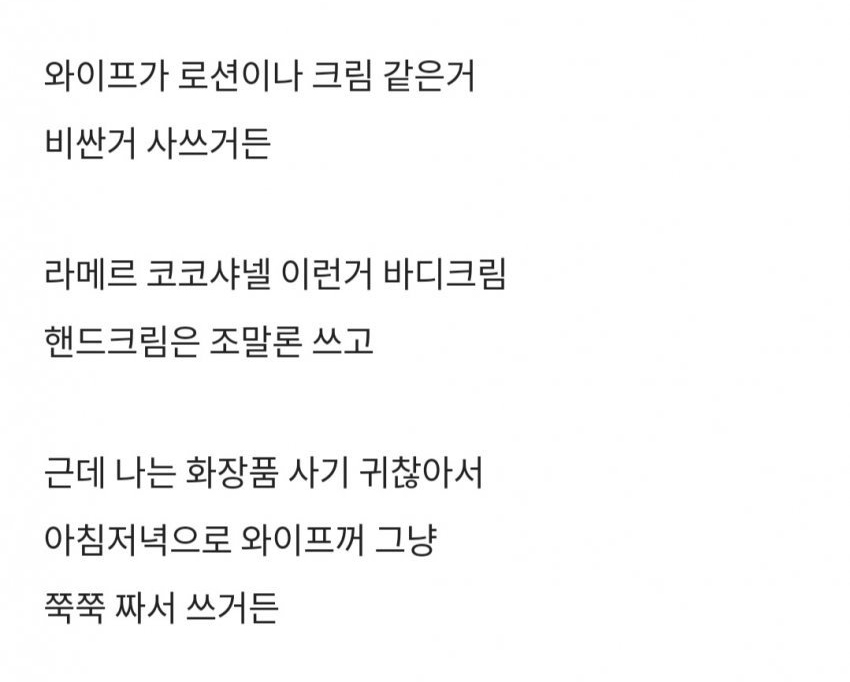 와이프가 로션이나 크림 같은거
비싼거 사쓰거든
라메르 코코샤넬 이런거 바디크림
핸드크림은 조말론 쓰고
근데 나는 화장품 사기 귀찮아서
아침저녁으로 와이프꺼 그냥
쭉쭉 짜서 쓰거든